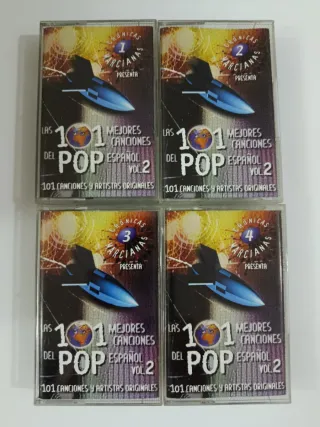 CRÓNICAS
1
MARCIANAS
PRESENTA
LAS 101 MEJORES
CANCIONES
DEL POP ESPAÑOL
VOL.2
101 CANCIONES Y ARTISTAS ORIGINALES
CRÓNICAS
2
MARCIANAS
PRESENTA
LAS 101 MEJORES
CANCIONES
DEL POP ESPAÑOL
VOL.2
101 CANCIONES Y ARTISTAS ORIGINALES
CRÓNICAS
3
MARCIANAS
PRESENTA
LAS 101 MEJORES
CANCIONES
DEL POP ESPAÑOL
VOL.2
101 CANCIONES Y ARTISTAS ORIGINALES
CRÓNICAS
4
MARCIANAS
PRESENTA
LAS 101 MEJORES
CANCIONES
DEL POP ESPAÑOL
VOL.2
101 CANCIONES Y ARTISTAS ORIGINALES